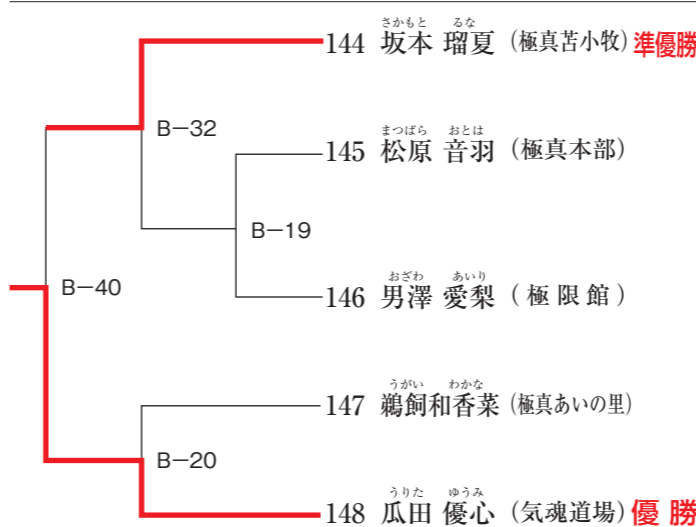 さかもと るな
144 坂本 瑠夏 (極真苫小牧) 準優勝
B−32
まつばら おとは
145 松原 音羽 (極真本部)
B−19
おざわ あいり
146 男澤 愛梨 (極限館)
B−40
うがい わかな
147 鵜飼和香菜 (極真あいの里)
B−20
うりた ゆうみ
148 瓜田 優心 (気魂道場) 優勝